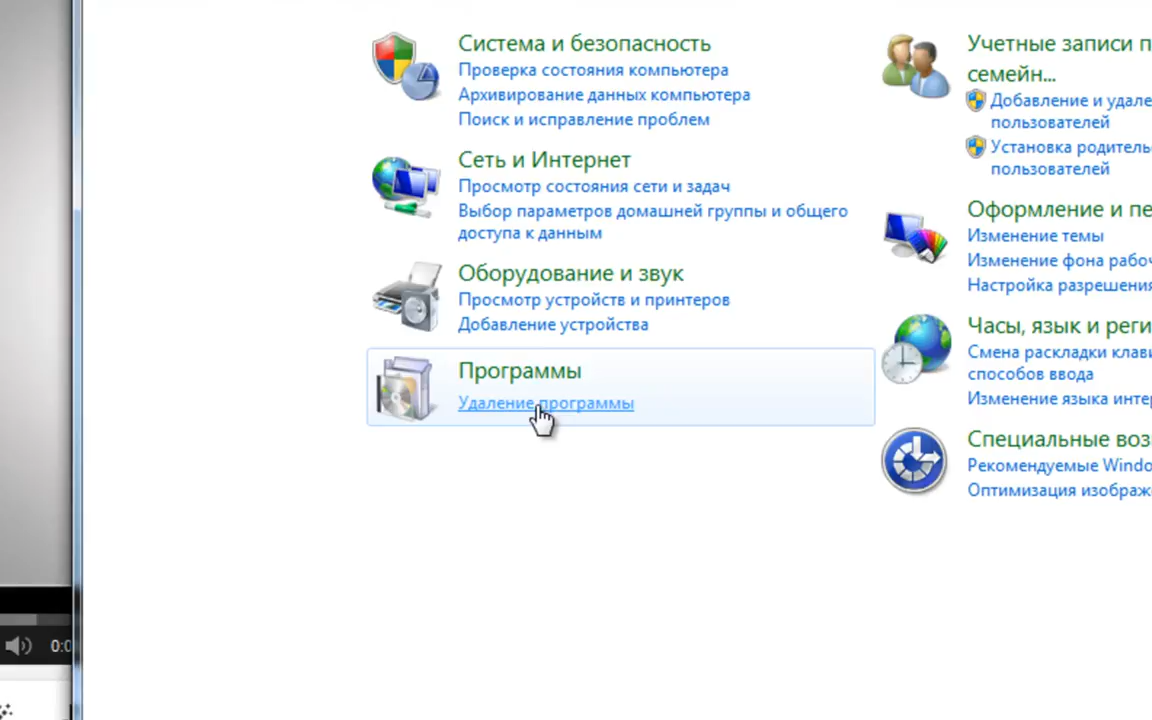 Система и безопасность
Проверка состояния компьютера
Архивирование данных компьютера
Поиск и исправление проблем
Сеть и Интернет
Просмотр состояния сети и задач
Выбор параметров домашней группы и общего
доступа к данным
Оборудование и звук
Просмотр устройств и принтеров
Добавление устройства
Программы
Удаление программы
Учетные записи п
семейн...
Добавление и удале
пользователей
Установка родитель
пользователей
Оформление и пе
Изменение темы
Изменение фона рабоч
Настройка разрешения
Часы, язык и реги
Смена раскладки клави
способов ввода
Изменение языка интер
Специальные воз
Рекомендуемые Windo
Оптимизация изображ
0:0